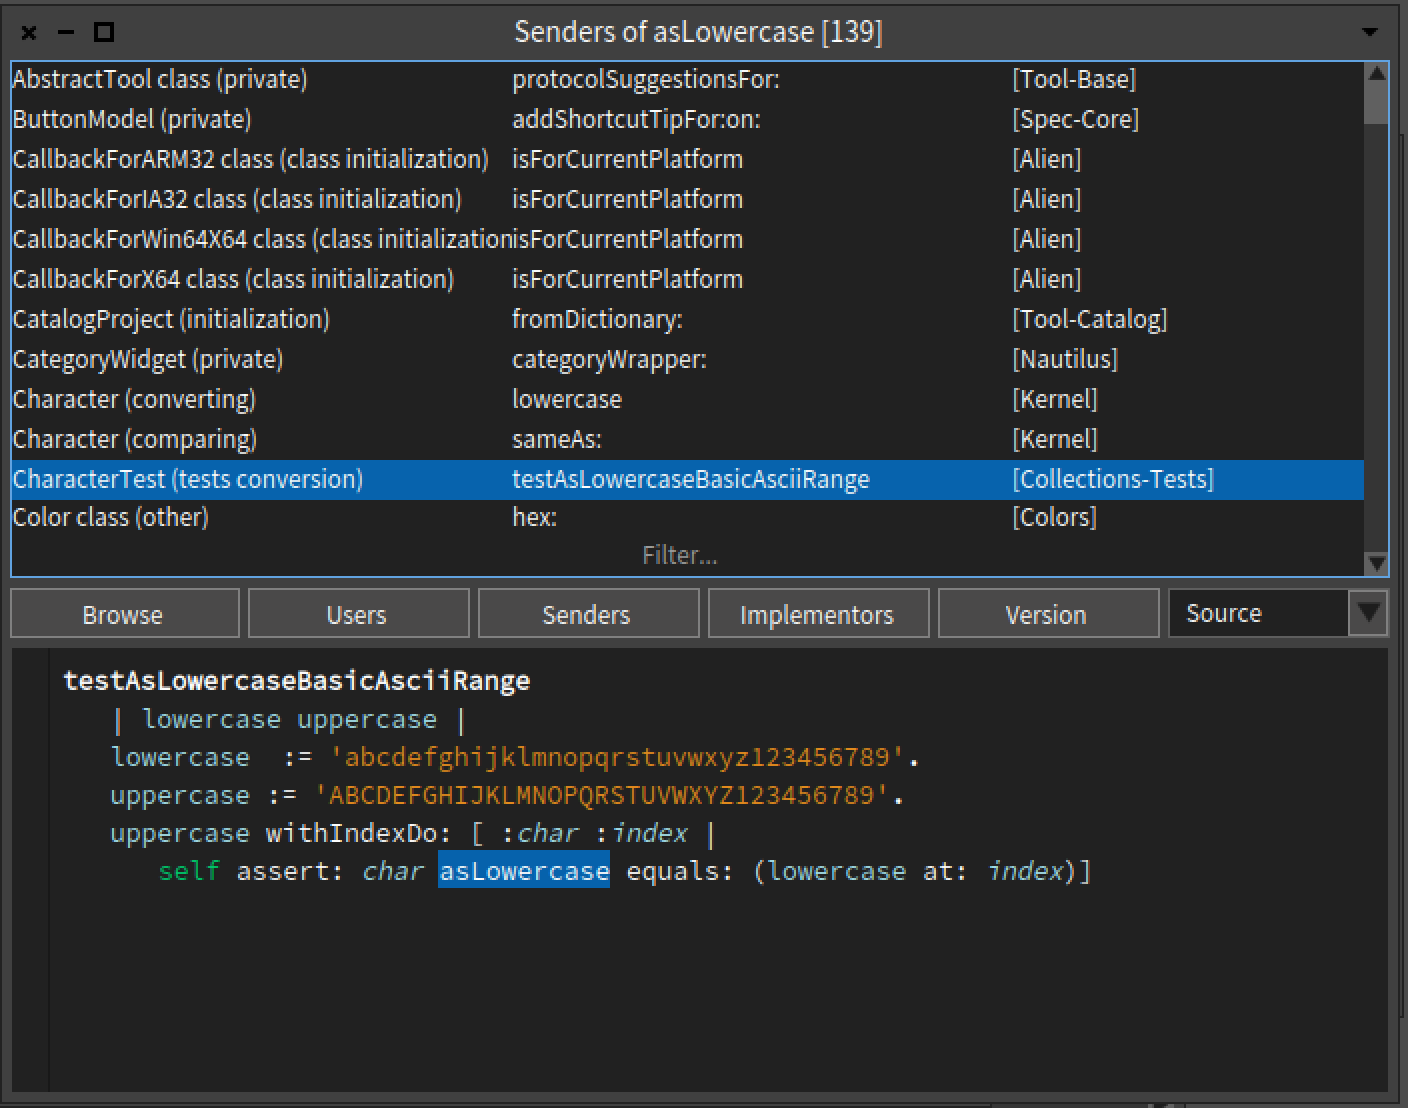 Senders of asLowercase [139]
AbstractTool class (private) protocolSuggestionsFor: [Tool-Base]
ButtonModel (private) addShortcutTipFor:on: [Spec-Core]
CallbackForARM32 class (class initialization) isForCurrentPlatform [Alien]
CallbackForIA32 class (class initialization) isForCurrentPlatform [Alien]
CallbackForWin64X64 class (class initialization isForCurrentPlatform [Alien]
CallbackForX64 class (class initialization) isForCurrentPlatform [Alien]
CatalogProject (initialization) fromDictionary: [Tool-Catalog]
CategoryWidget (private) categoryWrapper: [Nautilus]
Character (converting) lowercase [Kernel]
Character (comparing) sameAs: [Kernel]
CharacterTest (tests conversion) testAsLowercaseBasicAsciiRange [Collections-Tests]
Color class (other) hex: [Colors]
Filter...
Browse Users Senders Implementors Version Source
testAsLowercaseBasicAsciiRange
| lowercase uppercase |
lowercase := 'abcdefghijklmnopqrstuvwxyz123456789'.
uppercase := 'ABCDEFGHIJKLMNOPQRSTUVWXYZ123456789'.
uppercase withIndexDo: [ :char :index |
self assert: char asLowercase equals: (lowercase at: index)]